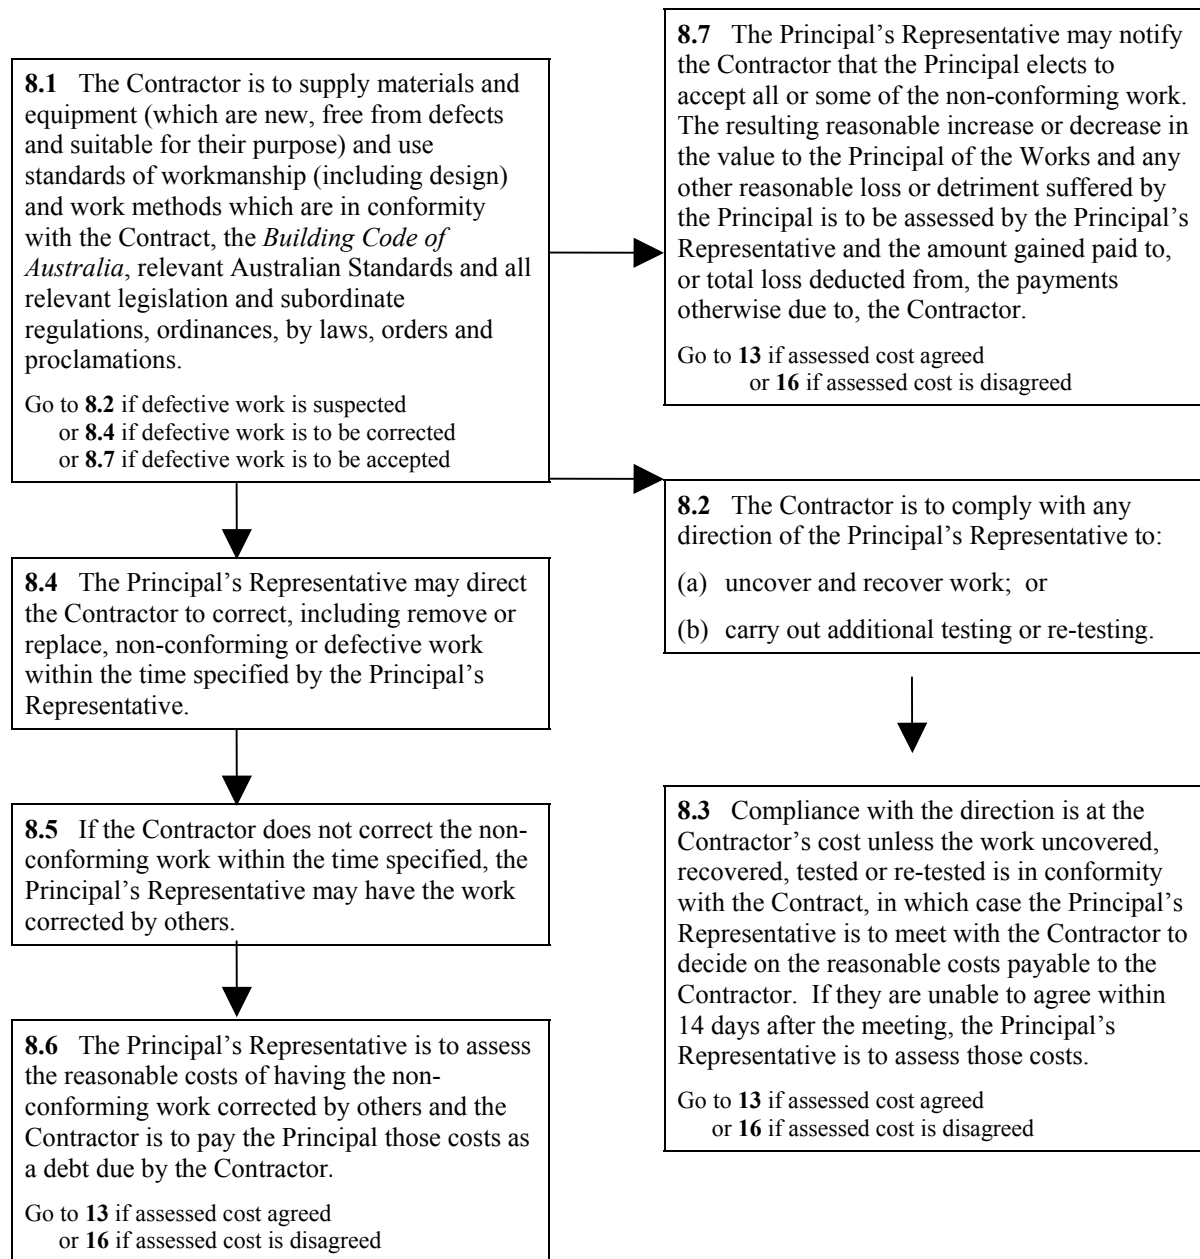 8.1 The Contractor is to supply materials and
equipment (which are new, free from defects
and suitable for their purpose) and use
standards of workmanship (including design)
and work methods which are in conformity
with the Contract, the Building Code of
Australia, relevant Australian Standards and all
relevant legislation and subordinate
regulations, ordinances, by laws, orders and
proclamations.
Go to 8.2 if defective work is suspected
or 8.4 if defective work is to be corrected
or 8.7 if defective work is to be accepted
8.4 The Principal’s Representative may direct
the Contractor to correct, including remove or
replace, non-conforming or defective work
within the time specified by the Principal’s
Representative.
8.5 If the Contractor does not correct the non-
conforming work within the time specified, the
Principal’s Representative may have the work
corrected by others.
8.6 The Principal’s Representative is to assess
the reasonable costs of having the non-
conforming work corrected by others and the
Contractor is to pay the Principal those costs as
a debt due by the Contractor.
Go to 13 if assessed cost agreed
or 16 if assessed cost is disagreed
8.7 The Principal’s Representative may notify
the Contractor that the Principal elects to
accept all or some of the non-conforming work.
The resulting reasonable increase or decrease in
the value to the Principal of the Works and any
other reasonable loss or detriment suffered by
the Principal is to be assessed by the Principal’s
Representative and the amount gained paid to,
or total loss deducted from, the payments
otherwise due to, the Contractor.
Go to 13 if assessed cost agreed
or 16 if assessed cost is disagreed
8.2 The Contractor is to comply with any
direction of the Principal’s Representative to:
(a) uncover and recover work; or
(b) carry out additional testing or re-testing.
8.3 Compliance with the direction is at the
Contractor’s cost unless the work uncovered,
recovered, tested or re-tested is in conformity
with the Contract, in which case the Principal’s
Representative is to meet with the Contractor to
decide on the reasonable costs payable to the
Contractor. If they are unable to agree within
14 days after the meeting, the Principal’s
Representative is to assess those costs.
Go to 13 if assessed cost agreed
or 16 if assessed cost is disagreed